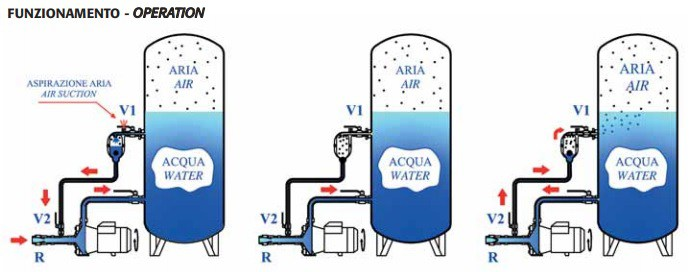 FUNZIONAMENTO - OPERATION
ASPIRAZIONE ARIA
AIR SUCTION
V1
ARIA
AIR
ACQUA
WATER
V2
R
V1
ARIA
AIR
ACQUA
WATER
V2
R
V1
ARIA
AIR
ACQUA
WATER
V2
R